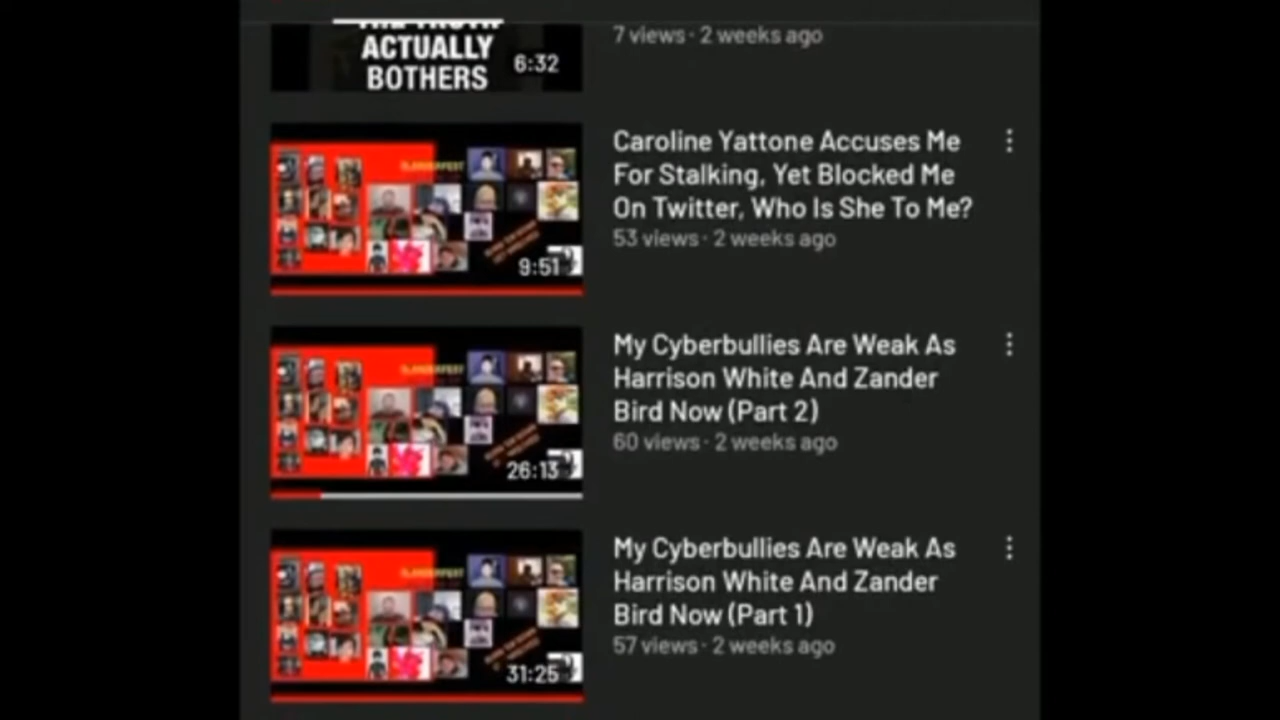 ACTUALLY
BOTHERS
6:32
7 views · 2 weeks ago
Caroline Yattone Accuses Me
For Stalking, Yet Blocked Me
On Twitter, Who Is She To Me?
53 views · 2 weeks ago
9:51
My Cyberbullies Are Weak As
Harrison White And Zander
Bird Now (Part 2)
60 views · 2 weeks ago
26:13
My Cyberbullies Are Weak As
Harrison White And Zander
Bird Now (Part 1)
57 views · 2 weeks ago
31:25